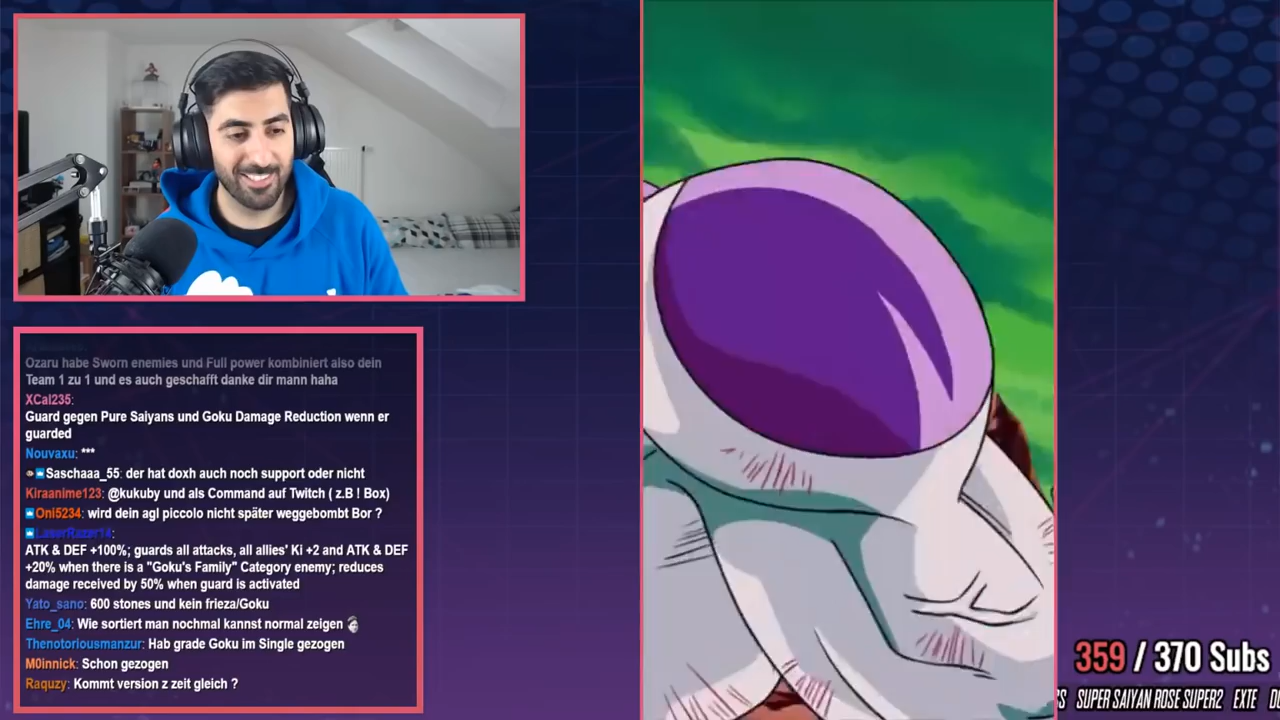 Ozaru habe Sworn enemies und Full power kombiniert also dein
Team 1 zu 1 und es auch geschafft danke dir mann haha
XCal235:
Guard gegen Pure Saiyans und Goku Damage Reduction wenn er
guarded
Nouvaxu: ***
Saschaaa_55: der hat doxh auch noch support oder nicht
Kiraanime123: @kukuby und als Command auf Twitch ( z.B ! Box)
Oni5234: wird dein agl piccolo nicht später weggebombt Bor ?
LaserRazer14:
ATK & DEF +100%; guards all attacks, all allies' Ki +2 and ATK & DEF
+20% when there is a "Goku's Family" Category enemy; reduces
damage received by 50% when guard is activated
Yato_sano: 600 stones und kein frieza/Goku
Ehre_04: Wie sortiert man nochmal kannst normal zeigen
Thenotoriousmanzur: Hab grade Goku im Single gezogen
M0innick: Schon gezogen
Raquzy: Kommt version z zeit gleich ?
359 / 370 Subs
SUPER SAIYAN ROSE SUPER2 EXTE